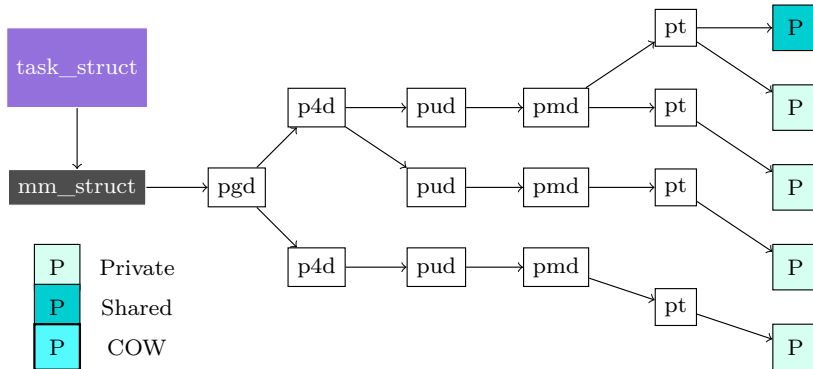 pt P
task_struct
p4d pud pmd pt P
P
mm_struct pgd pud pmd pt
P Private p4d pud pmd P
P Shared pt
P COW P